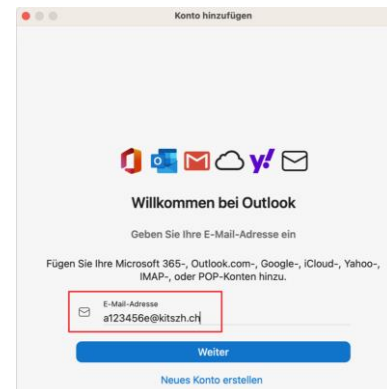 Konto hinzufügen
Willkommen bei Outlook
Geben Sie Ihre E-Mail-Adresse ein
Fügen Sie Ihre Microsoft 365-, Outlook.com-, Google-, iCloud-, Yahoo-,
IMAP-, oder POP-Konten hinzu.
E-Mail-Adresse
a123456e@kitszh.ch
Weiter
Neues Konto erstellen